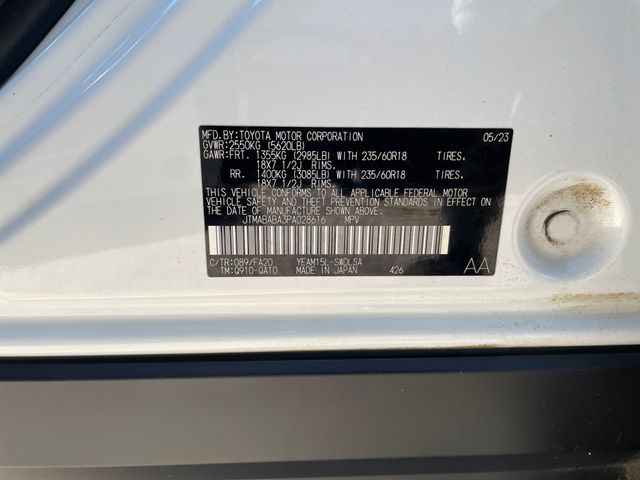 MFD.BY:TOYOTA MOTOR CORPORATION 05/23
GVWR:2550KG (5620LB)
GAWR:FRT. 1355KG (2985LB) WITH 235/60R18 TIRES.
18X7 1/2J RIMS.
RR. 1400KG (3085LB) WITH 235/60R18 TIRES.
18X7 1/2J RIMS.
THIS VEHICLE CONFORMS TO ALL APPLICABLE FEDERAL MOTOR
VEHICLE SAFETY AND THEFT PREVENTION STANDARDS IN EFFECT
ON THE DATE OF MANUFACTURE SHOWN ABOVE.
JTMABABA3PA028616 MPV
C/TR:089/FA20 YEAM15L-SWDLSA AA
TM:Q910-QA10 MADE IN JAPAN 426